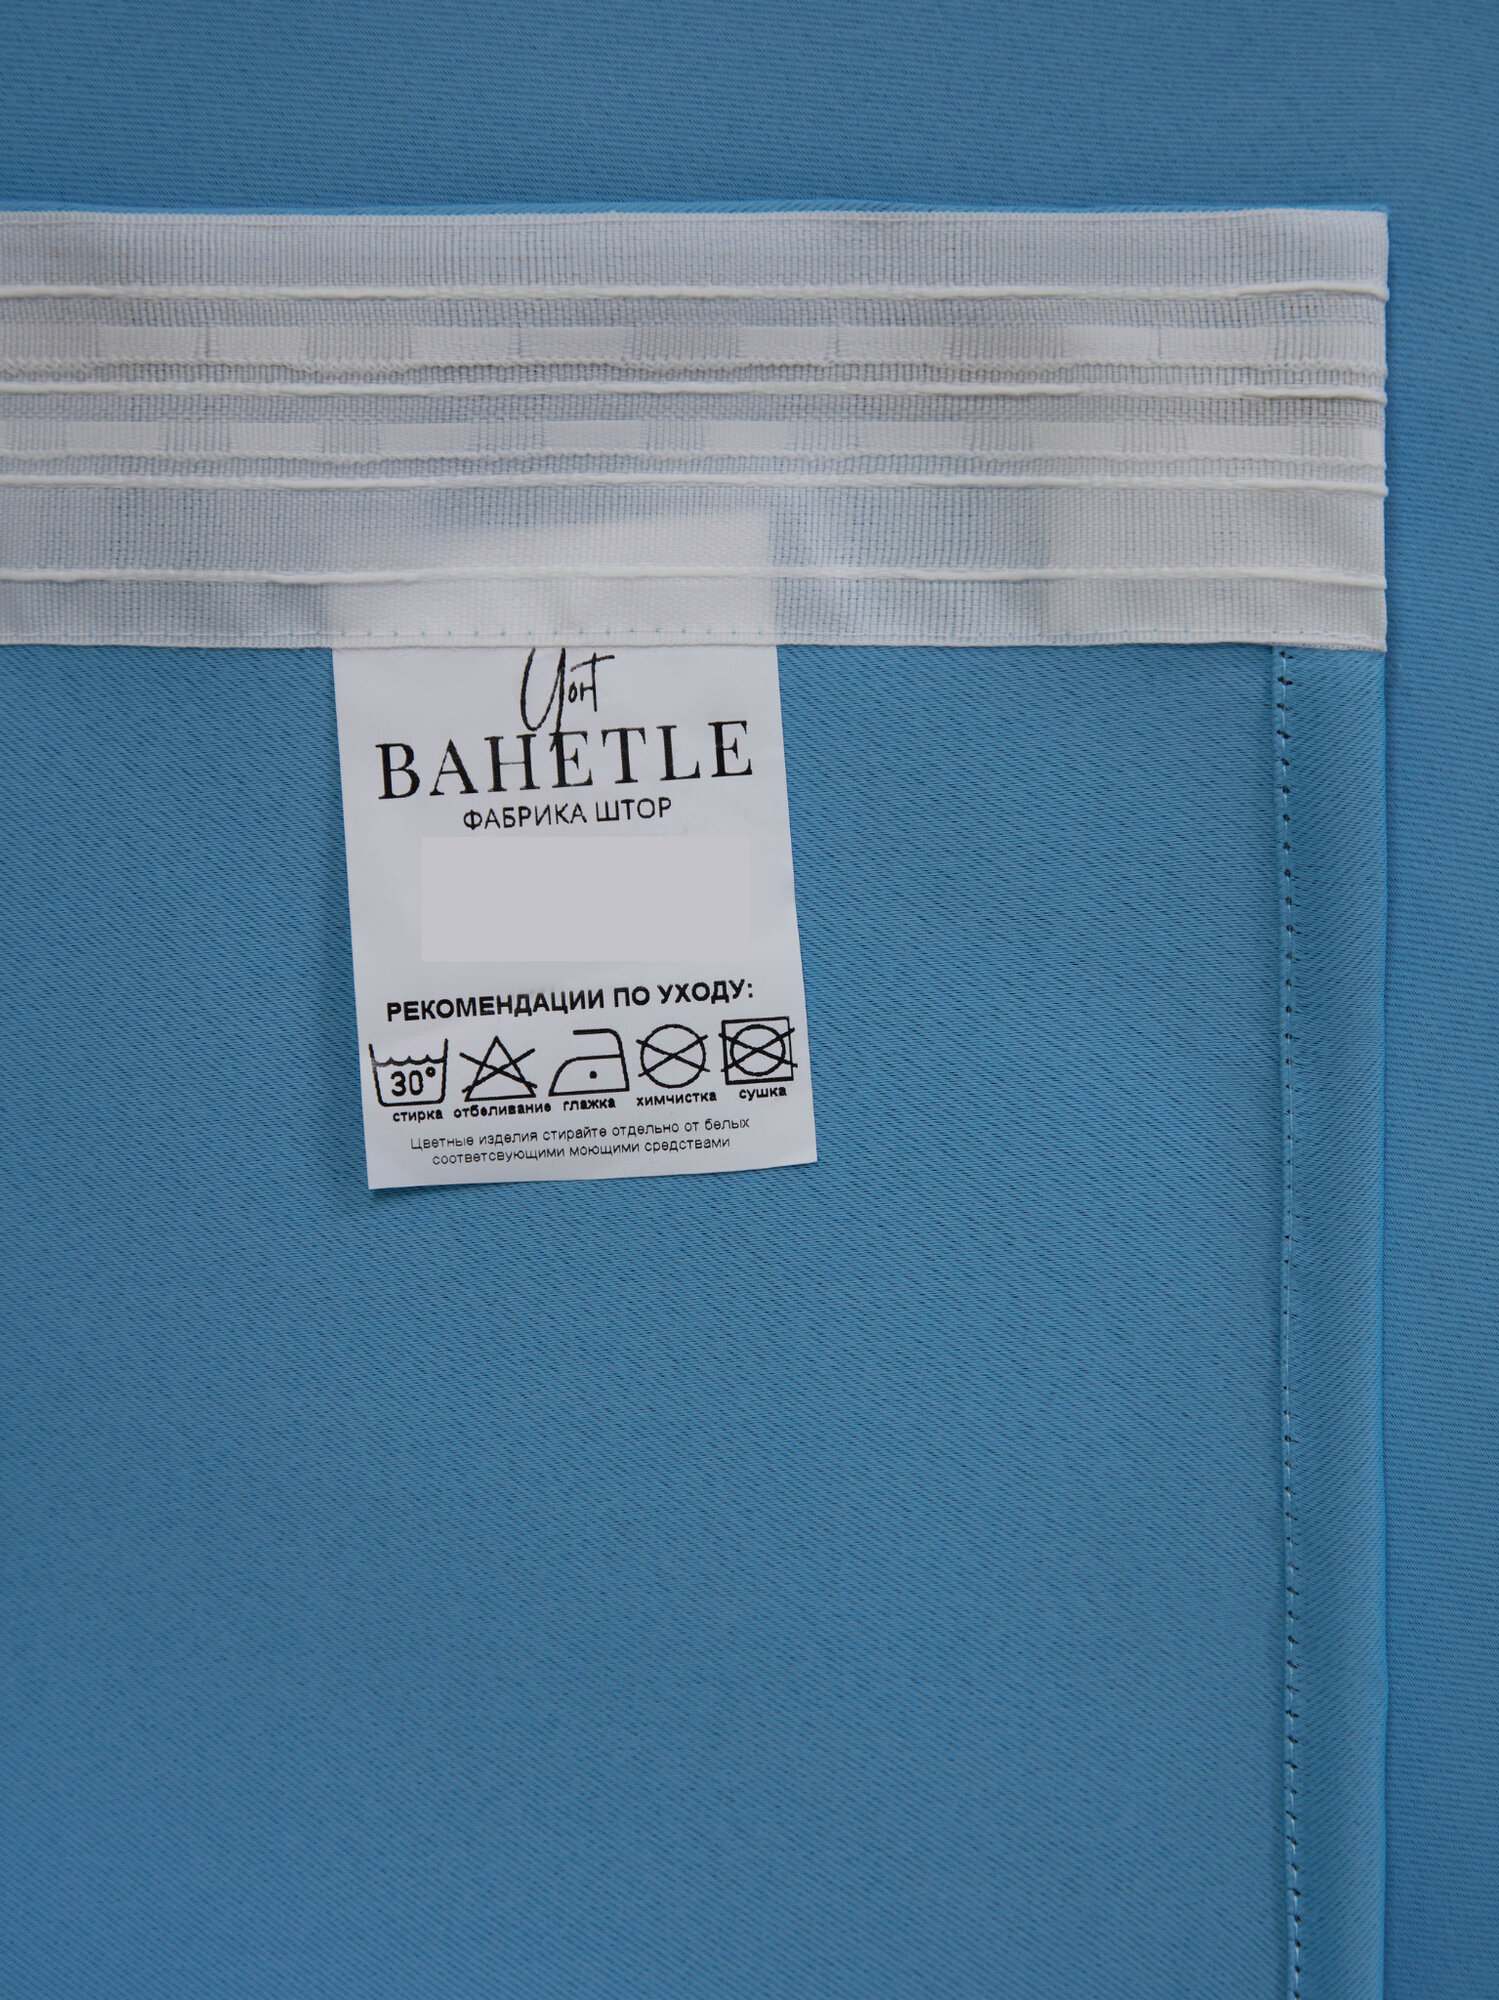 Yort
BAHETLE
ФАБРИКА ШТОР
РЕКОМЕНДАЦИИ ПО УХОДУ:
30°
стирка отбеливание глажка химчистка сушка
Цветные изделия стирайте отдельно от белых
соответсвующими моющими средствами